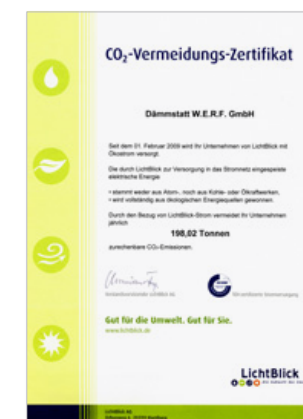 CO₂-Vermeidungs-Zertifikat
Dämmstatt W.E.R.F. GmbH
Seit dem 01. Februar 2009 wird Ihr Unternehmen von LichtBlick mit
Ökostrom versorgt.
Die durch LichtBlick zur Versorgung in das Stromnetz eingespeiste
elektrische Energie
• stammt weder aus Atom-, noch aus Kohle- oder Ölkraftwerken.
• wird vollständig aus ökologischen Energiequellen gewonnen.
Durch den Bezug von LichtBlick-Strom vermeidet Ihr Unternehmen
jährlich
198,02 Tonnen
zurechenbare CO₂-Emissionen.
Gut für die Umwelt. Gut für Sie.
www.lichtblick.de
LichtBlick